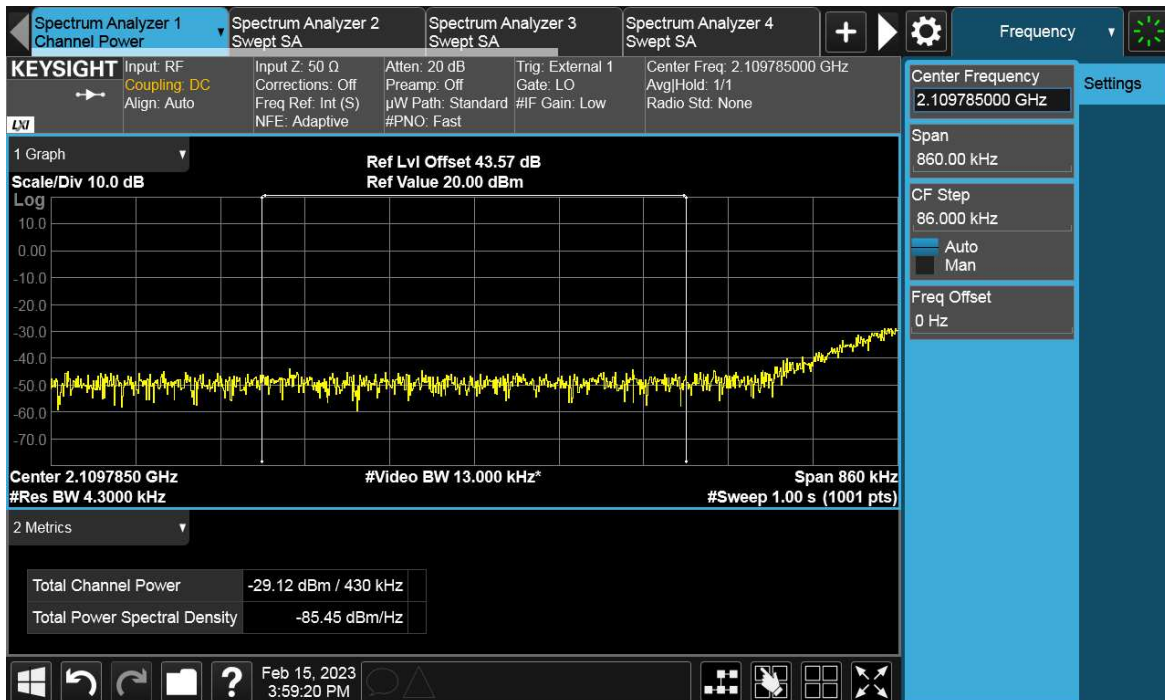 Spectrum Analyzer 1
Channel Power
Spectrum Analyzer 2
Swept SA
Spectrum Analyzer 3
Swept SA
Spectrum Analyzer 4
Swept SA
+
Frequency
KEYSIGHT
LXI
Input: RF
Coupling: DC
Align: Auto
Input Z: 50 Ω
Corrections: Off
Freq Ref: Int (S)
NFE: Adaptive
Atten: 20 dB
Preamp: Off
µW Path: Standard
#PNO: Fast
Trig: External 1
Gate: LO
#IF Gain: Low
Center Freq: 2.109785000 GHz
Avg|Hold: 1/1
Radio Std: None
Center Frequency
2.109785000 GHz
Settings
Span
860.00 kHz
CF Step
86.000 kHz
Auto
Man
Freq Offset
0 Hz
1 Graph
Scale/Div 10.0 dB
Ref Lvl Offset 43.57 dB
Ref Value 20.00 dBm
Log
10.0
0.00
-10.0
-20.0
-30.0
-40.0
-50.0
-60.0
-70.0
Center 2.1097850 GHz
#Video BW 13.000 kHz*
Span 860 kHz
#Res BW 4.3000 kHz
#Sweep 1.00 s (1001 pts)
2 Metrics
Total Channel Power -29.12 dBm / 430 kHz
Total Power Spectral Density -85.45 dBm/Hz
?
Feb 15, 2023
3:59:20 PM